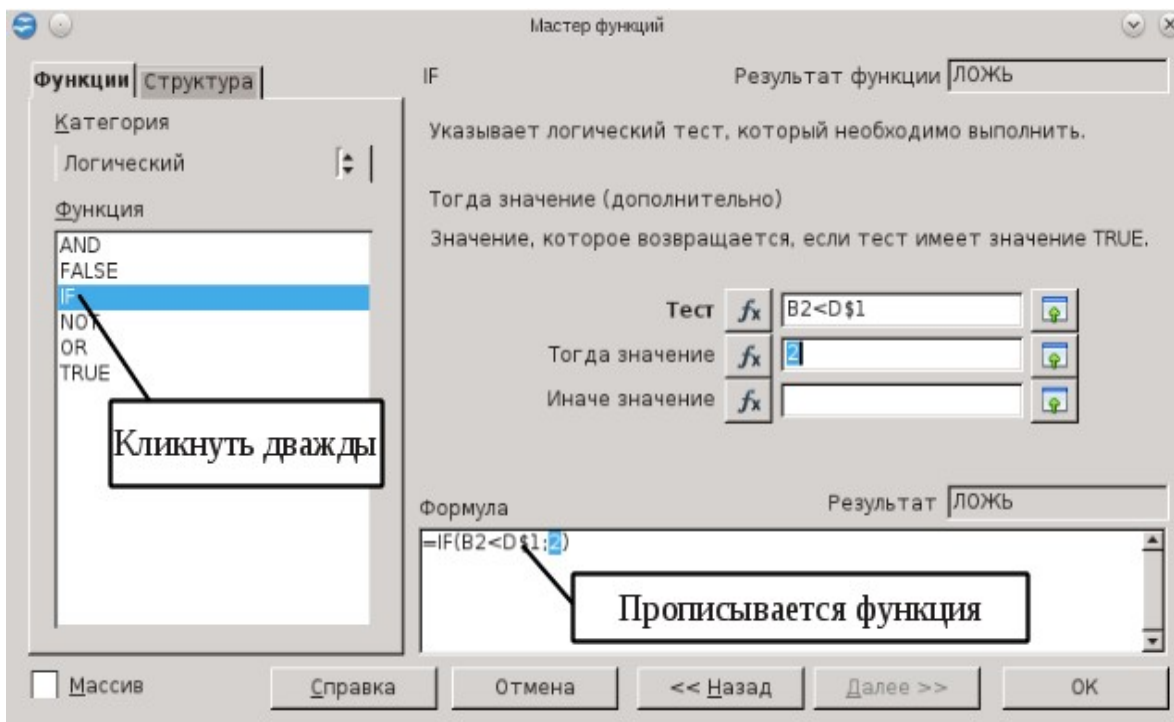 Мастер функций
Функции Структура
Категория
Логический
Функция
AND
FALSE
IF
NOT
OR
TRUE
Кликнуть дважды
IF Результат функции ЛОЖЬ
Указывает логический тест, который необходимо выполнить.
Тогда значение (дополнительно)
Значение, которое возвращается, если тест имеет значение TRUE.
Тест fx B2<D$1
Тогда значение fx 2
Иначе значение fx
Формула Результат ЛОЖЬ
=IF(B2<D$1;2)
Прописывается функция
Массив Справка Отмена << Назад Далее >> OK